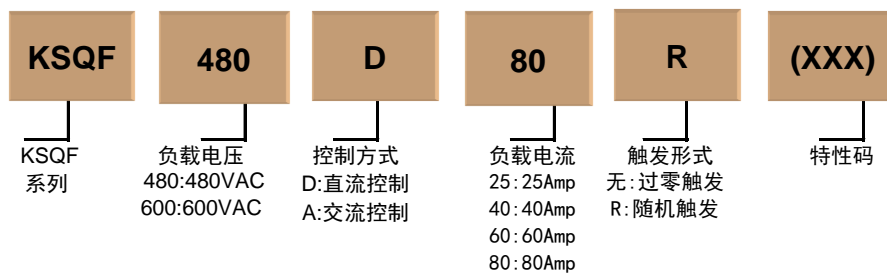 KSQF 480 D 80 R (XXX)
KSQF 负载电压 控制方式 负载电流 触发形式 特性码
系列 480:480VAC D:直流控制 25:25Amp 无:过零触发
600:600VAC A:交流控制 40:40Amp R:随机触发
60:60Amp
80:80Amp